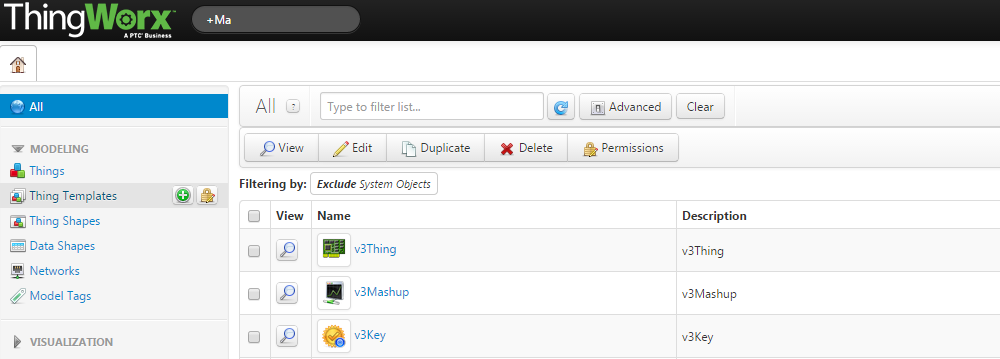 ThingWorx™
A PTC® Business
+Ma
All
All ?
Type to filter list...
Advanced
Clear
MODELING
Things
Thing Templates
Thing Shapes
Data Shapes
Networks
Model Tags
VISUALIZATION
View
Edit
Duplicate
Delete
Permissions
Filtering by: Exclude System Objects
View Name Description
v3Thing v3Thing
v3Mashup v3Mashup
v3Key v3Key